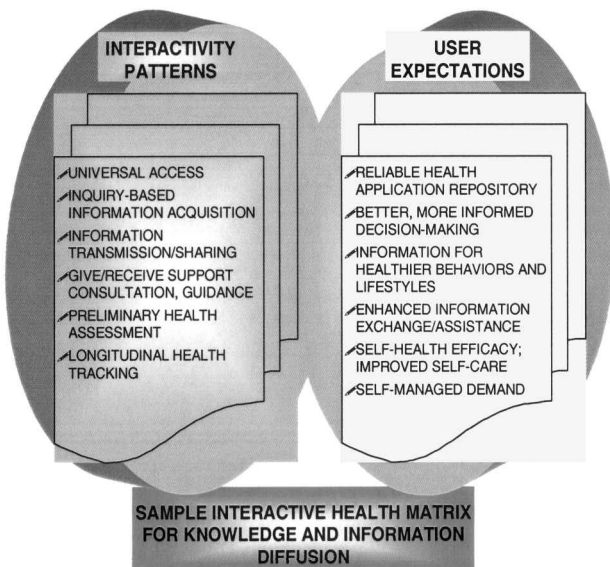 INTERACTIVITY
PATTERNS
UNIVERSAL ACCESS
INQUIRY-BASED
INFORMATION ACQUISITION
INFORMATION
TRANSMISSION/SHARING
GIVE/RECEIVE SUPPORT
CONSULTATION, GUIDANCE
PRELIMINARY HEALTH
ASSESSMENT
LONGITUDINAL HEALTH
TRACKING
USER
EXPECTATIONS
RELIABLE HEALTH
APPLICATION REPOSITORY
BETTER, MORE INFORMED
DECISION-MAKING
INFORMATION FOR
HEALTHIER BEHAVIORS AND
LIFESTYLES
ENHANCED INFORMATION
EXCHANGE/ASSISTANCE
SELF-HEALTH EFFICACY;
IMPROVED SELF-CARE
SELF-MANAGED DEMAND
SAMPLE INTERACTIVE HEALTH MATRIX
FOR KNOWLEDGE AND INFORMATION
DIFFUSION